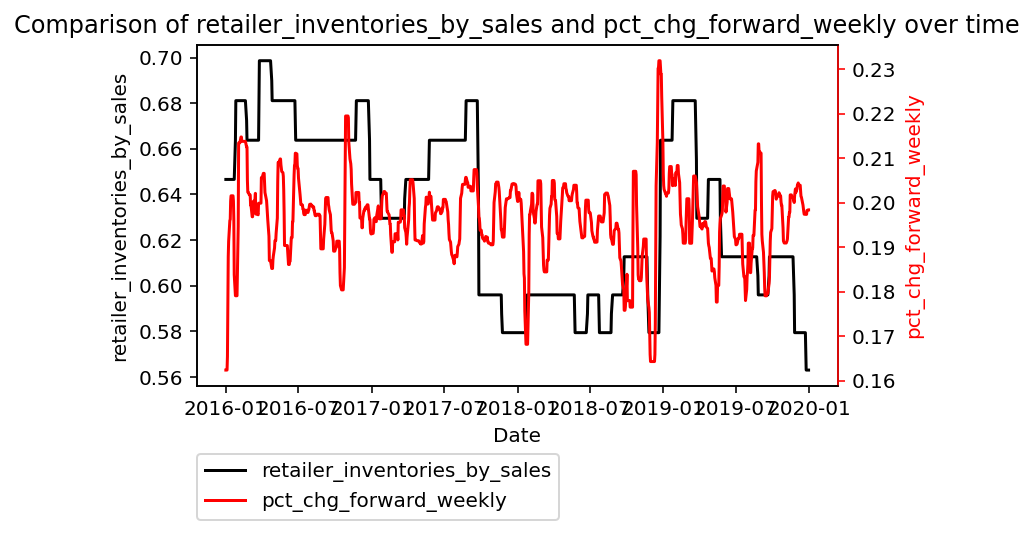 Comparison of retailer_inventories_by_sales and pct_chg_forward_weekly over time
retailer_inventories_by_sales
0.70
0.68
0.66
0.64
0.62
0.60
0.58
0.56
0.23
0.22
0.21
0.20
0.19
0.18
0.17
0.16
pct_chg_forward_weekly
2016-01 2016-07 2017-01 2017-07 2018-01 2018-07 2019-01 2019-07 2020-01
Date
retailer_inventories_by_sales
pct_chg_forward_weekly